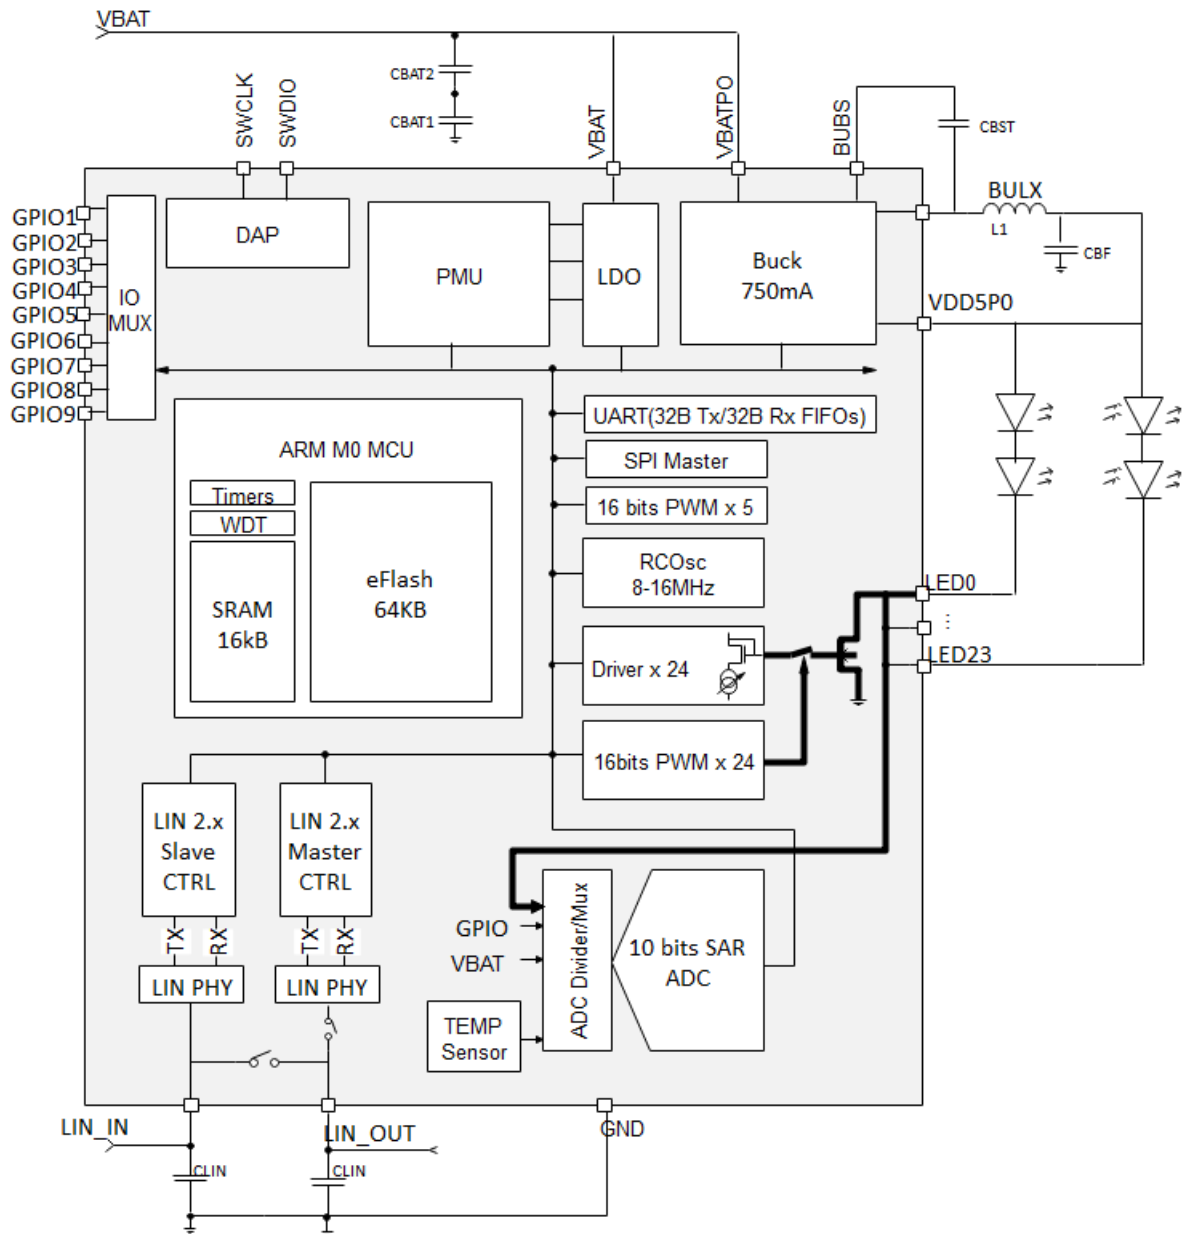 VBAT
CBAT2
CBAT1
SWCLK
SWDIO
VBAT
VBATPO
BUBS
CBST
BULX
L1
CBF
VDD5P0
GPIO1
GPIO2
GPIO3
GPIO4
GPIO5
GPIO6
GPIO7
GPIO8
GPIO9
IO
MUX
DAP
PMU
LDO
Buck
750mA
ARM M0 MCU
Timers
WDT
SRAM
16kB
eFlash
64KB
UART(32B Tx/32B Rx FIFOs)
SPI Master
16 bits PWM x 5
RCOsc
8-16MHz
Driver x 24
16bits PWM x 24
LED0
...
LED23
LIN 2.x
Slave
CTRL
LIN 2.x
Master
CTRL
TX
RX
TX
RX
LIN PHY
LIN PHY
GPIO
VBAT
TEMP
Sensor
ADC Divider/Mux
10 bits SAR
ADC
LIN_IN
LIN_OUT
GND
CLIN
CLIN